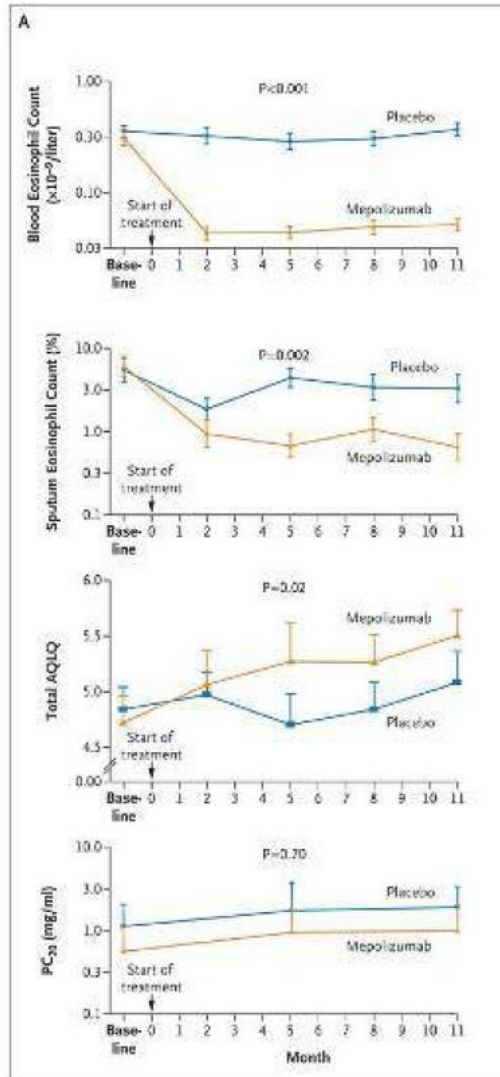 A
P<0.001
Placebo
Mepolizumab
Start of
treatment
Blood Eosinophil Count
(×10⁻⁹/liter)
1.00
0.30
0.10
0.03
Base-
line
0 1 2 3 4 5 6 7 8 9 10 11
P=0.002
Placebo
Mepolizumab
Start of
treatment
Sputum Eosinophil Count (%)
10.0
3.0
1.0
0.3
0.1
Base-
line
0 1 2 3 4 5 6 7 8 9 10 11
P=0.02
Mepolizumab
Placebo
Start of
treatment
Total AQLQ
6.0
5.5
5.0
4.5
0.00
Base-
line
0 1 2 3 4 5 6 7 8 9 10 11
P=0.70
Placebo
Mepolizumab
Start of
treatment
PC₂₀ (mg/ml)
10.0
3.0
1.0
0.3
0.1
Base-
line
0 1 2 3 4 5 6 7 8 9 10 11
Month